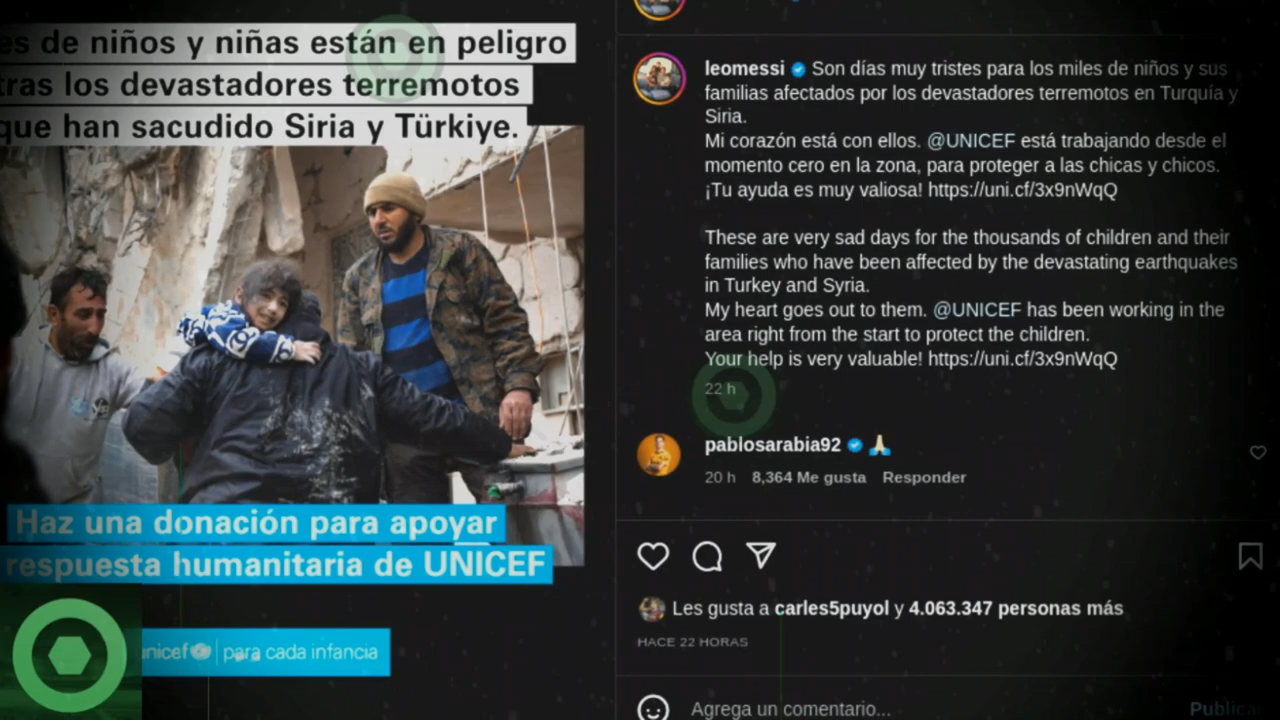 es de niños y niñas están en peligro
tras los devastadores terremotos
que han sacudido Siria y Türkiye.
Haz una donación para apoyar
respuesta humanitaria de UNICEF
unicef | para cada infancia
leomessi Son días muy tristes para los miles de niños y sus
familias afectados por los devastadores terremotos en Turquía y
Siria.
Mi corazón está con ellos. @UNICEF está trabajando desde el
momento cero en la zona, para proteger a las chicas y chicos.
¡Tu ayuda es muy valiosa! https://uni.cf/3x9nWqQ
These are very sad days for the thousands of children and their
families who have been affected by the devastating earthquakes
in Turkey and Syria.
My heart goes out to them. @UNICEF has been working in the
area right from the start to protect the children.
Your help is very valuable! https://uni.cf/3x9nWqQ
22 h
pablosarabia92 🙏🏻
20 h 8,364 Me gusta Responder
Les gusta a carles5puyol y 4.063.347 personas más
HACE 22 HORAS
Agrega un comentario... Publicar